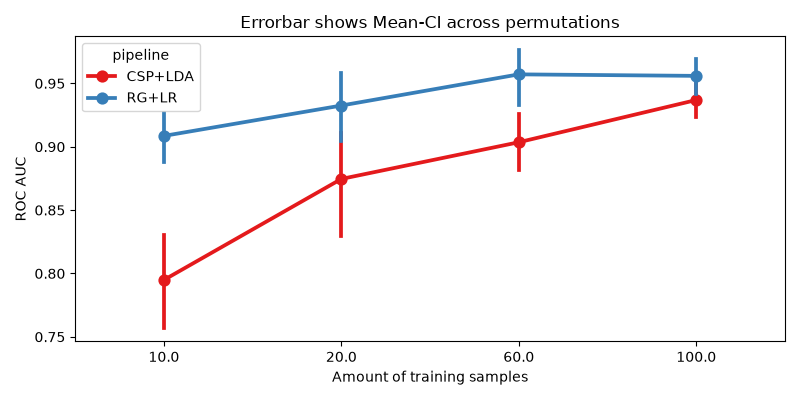 Errorbar shows Mean-CI across permutations
pipeline
CSP+LDA
RG+LR
0.95
0.90
0.85
0.80
0.75
ROC AUC
10.0
20.0
60.0
100.0
Amount of training samples